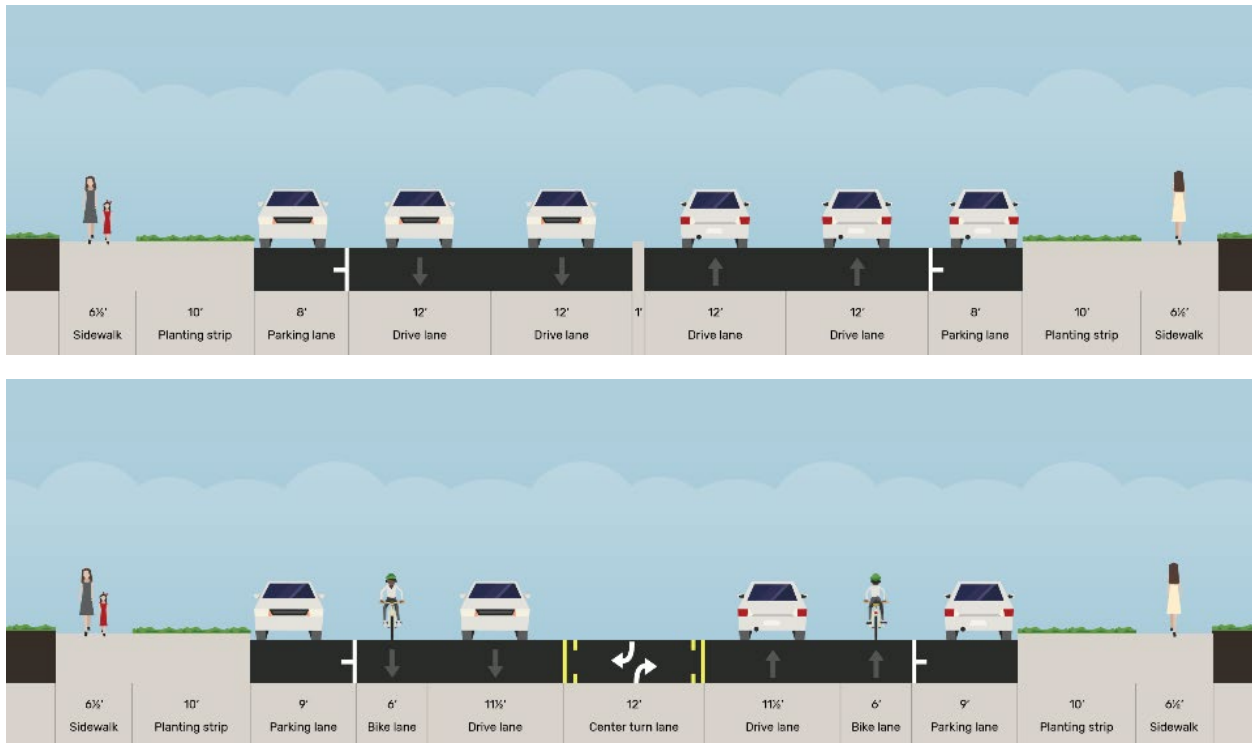 6½' 10' 8' 12' 12' 1' 12' 12' 8' 10' 6½'
Sidewalk Planting strip Parking lane Drive lane Drive lane Drive lane Drive lane Parking lane Planting strip Sidewalk
6½' 10' 9' 6' 11½' 12' 11½' 6' 9' 10' 6½'
Sidewalk Planting strip Parking lane Bike lane Drive lane Center turn lane Drive lane Bike lane Parking lane Planting strip Sidewalk